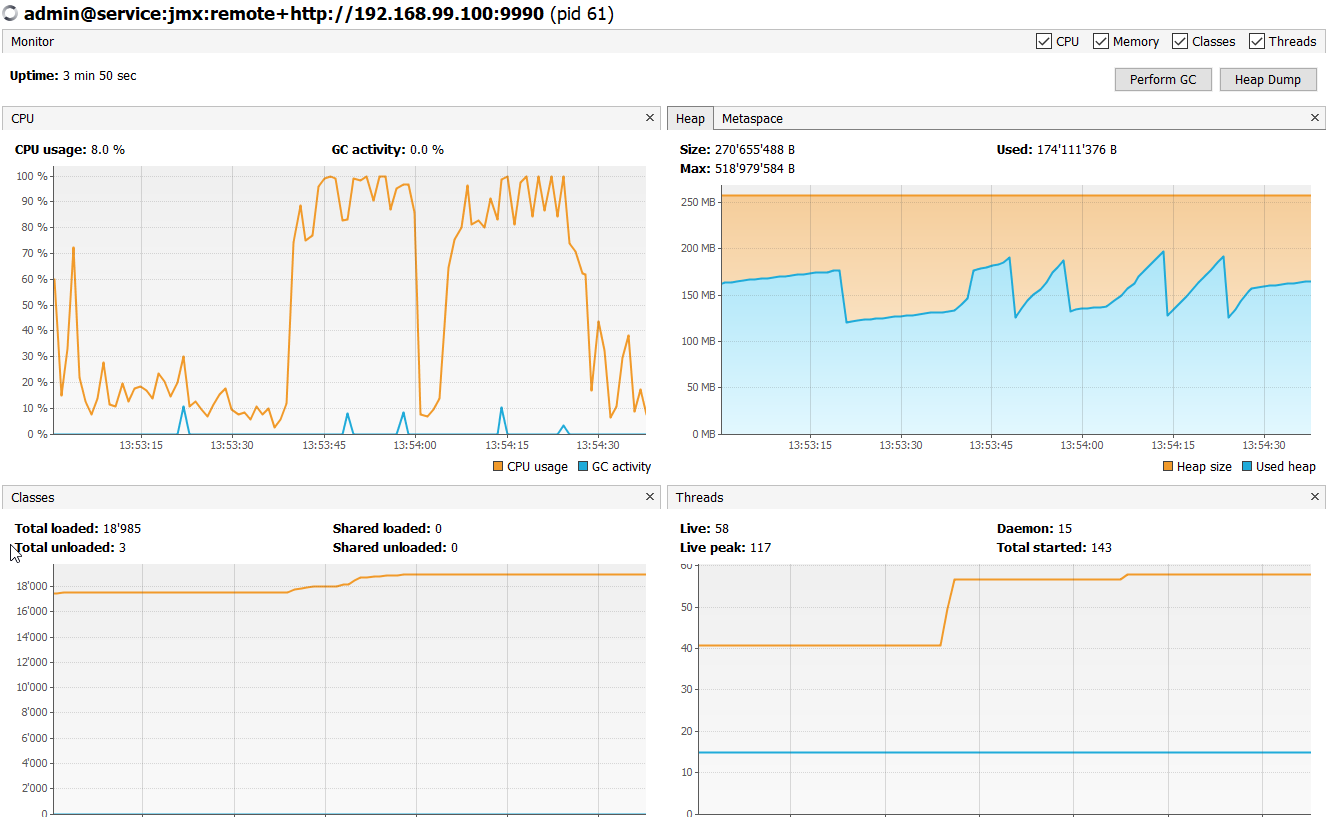 admin@service:jmx:remote+http://192.168.99.100:9990 (pid 61)
Monitor
CPU Memory Classes Threads
Uptime: 3 min 50 sec
Perform GC Heap Dump
CPU
CPU usage: 8.0 % GC activity: 0.0 %
100 %
90 %
80 %
70 %
60 %
50 %
40 %
30 %
20 %
10 %
0 %
13:53:15 13:53:30 13:53:45 13:54:00 13:54:15 13:54:30
CPU usage GC activity
Heap Metaspace
Size: 270'655'488 B Used: 174'111'376 B
Max: 518'979'584 B
250 MB
200 MB
150 MB
100 MB
50 MB
0 MB
13:53:15 13:53:30 13:53:45 13:54:00 13:54:15 13:54:30
Heap size Used heap
Classes
Total loaded: 18'985 Shared loaded: 0
Total unloaded: 3 Shared unloaded: 0
18'000
16'000
14'000
12'000
10'000
8'000
6'000
4'000
2'000
0
Threads
Live: 58 Daemon: 15
Live peak: 117 Total started: 143
60
50
40
30
20
10
0